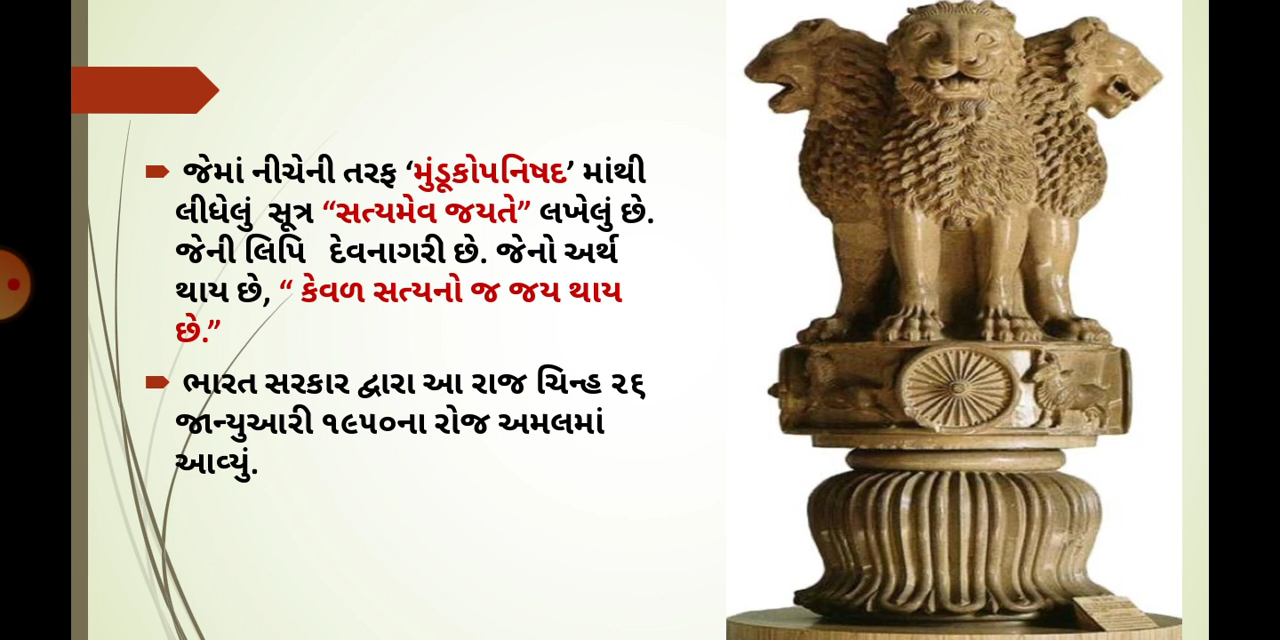 જેમાં નીચેની તરફ ‘મુંડૂકોપનિષદ’ માંથી
લીધેલું સૂત્ર “સત્યમેવ જયતે” લખેલું છે.
જેની લિપિ દેવનાગરી છે. જેનો અર્થ
થાય છે, “ કેવળ સત્યનો જ જય થાય
છે.”
ભારત સરકાર દ્વારા આ રાજ ચિન્હ ૨૬
જાન્યુઆરી ૧૯૫૦ના રોજ અમલમાં
આવ્યું.